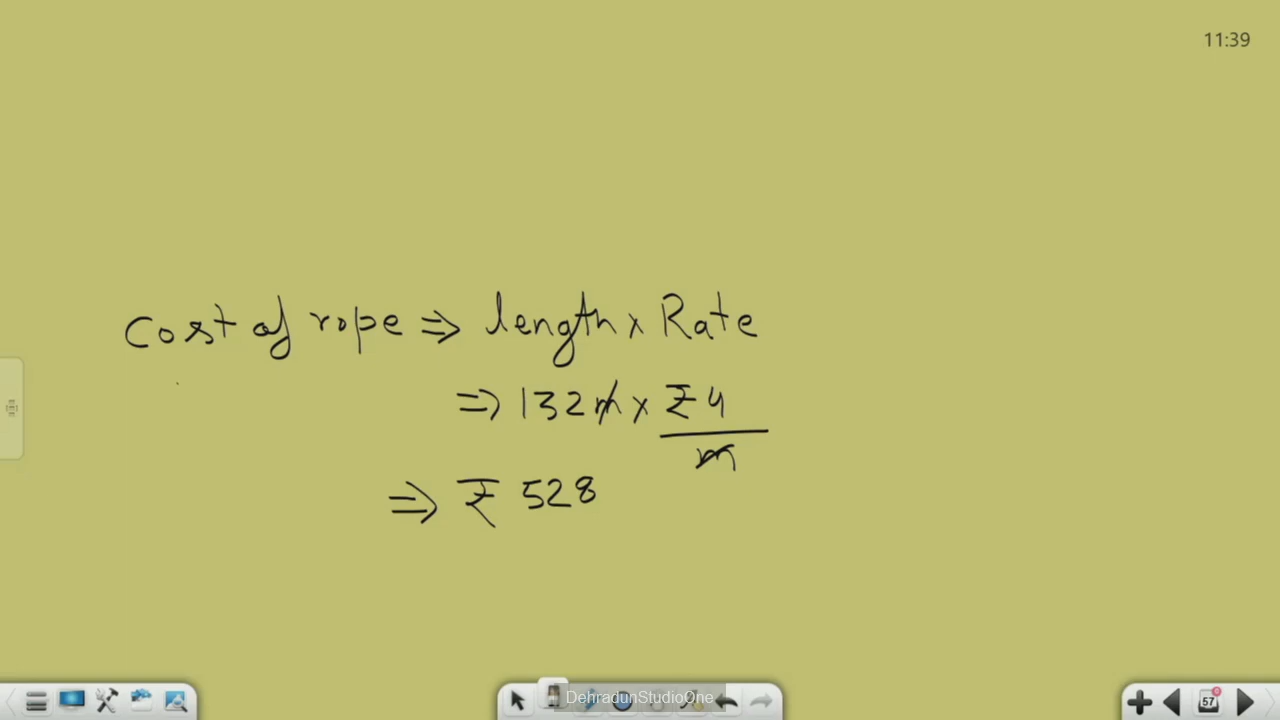 11:39
Cost of rope ⇒ length × Rate
⇒ 132 m × ₹ 4
m
⇒ ₹ 528
DehradunStudioOne
57